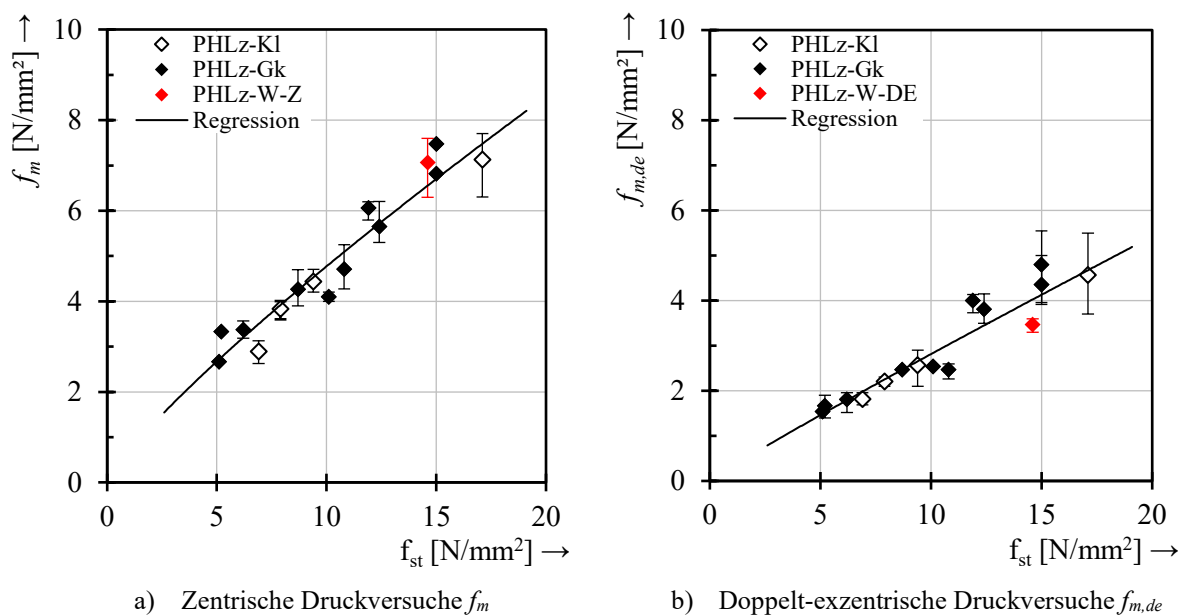 10
8
6
4
2
0
0
5
10
15
20
f_m [N/mm²] →
f_st [N/mm²] →
PHLz-Kl
PHLz-Gk
PHLz-W-Z
Regression
a) Zentrische Druckversuche f_m
10
8
6
4
2
0
0
5
10
15
20
f_m,de [N/mm²] →
f_st [N/mm²] →
PHLz-Kl
PHLz-Gk
PHLz-W-DE
Regression
b) Doppelt-exzentrische Druckversuche f_m,de